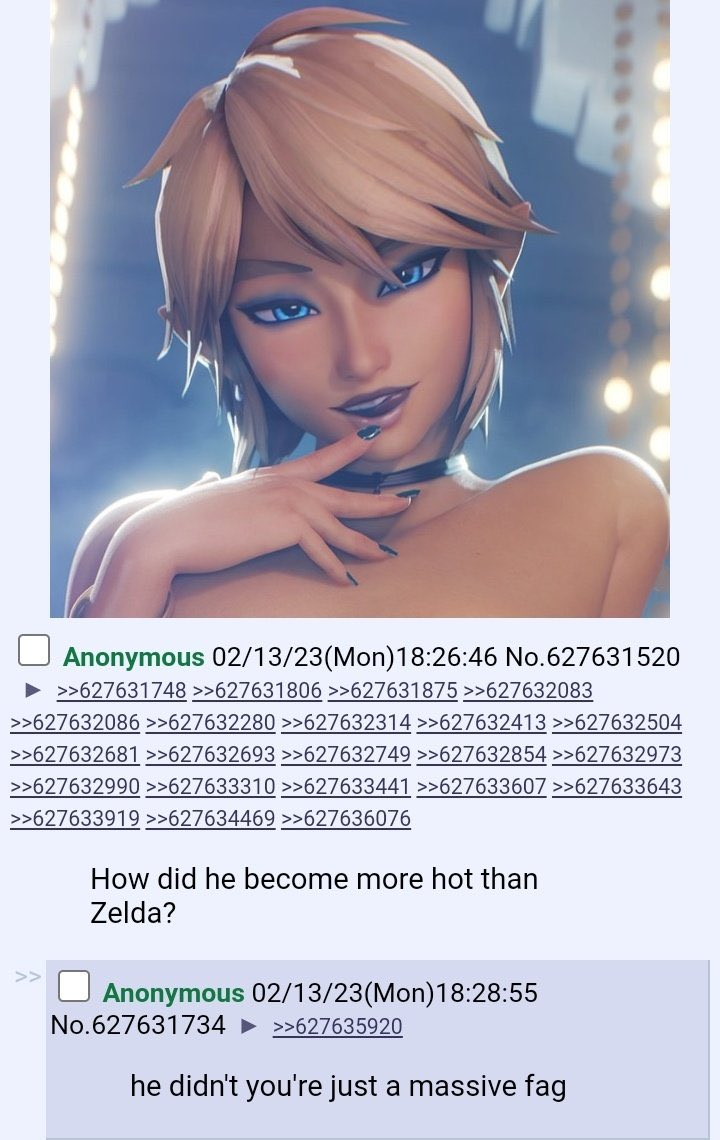 Anonymous 02/13/23(Mon)18:26:46 No.627631520
► >>627631748 >>627631806 >>627631875 >>627632083
>>627632086 >>627632280 >>627632314 >>627632413 >>627632504
>>627632681 >>627632693 >>627632749 >>627632854 >>627632973
>>627632990 >>627633310 >>627633441 >>627633607 >>627633643
>>627633919 >>627634469 >>627636076
How did he become more hot than
Zelda?
>> Anonymous 02/13/23(Mon)18:28:55
No.627631734 ► >>627635920
he didn't you're just a massive fag